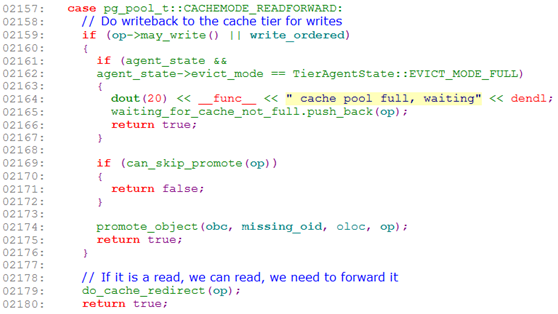 02157: case pg_pool_t::CACHEMODE_READFORWARD:
02158: // Do writeback to the cache tier for writes
02159: if (op->may_write() || write_ordered)
02160: {
02161: if (agent_state &&
02162: agent_state->evict_mode == TierAgentState::EVICT_MODE_FULL)
02163: {
02164: dout(20) << __func__ << " cache pool full, waiting" << dendl;
02165: waiting_for_cache_not_full.push_back(op);
02166: return true;
02167: }
02168:
02169: if (can_skip_promote(op))
02170: {
02171: return false;
02172: }
02173:
02174: promote_object(obc, missing_oid, oloc, op);
02175: return true;
02176: }
02177:
02178: // If it is a read, we can read, we need to forward it
02179: do_cache_redirect(op);
02180: return true;